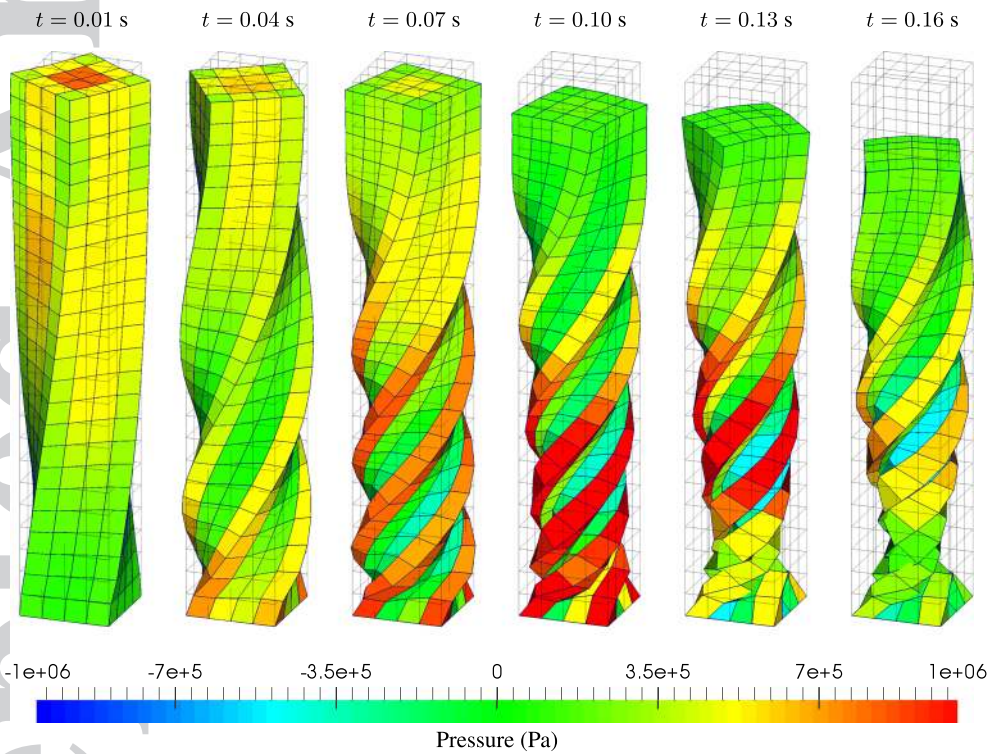 t = 0.01 s t = 0.04 s t = 0.07 s t = 0.10 s t = 0.13 s t = 0.16 s
-1e+06 -7e+5 -3.5e+5 0 3.5e+5 7e+5 1e+06
Pressure (Pa)